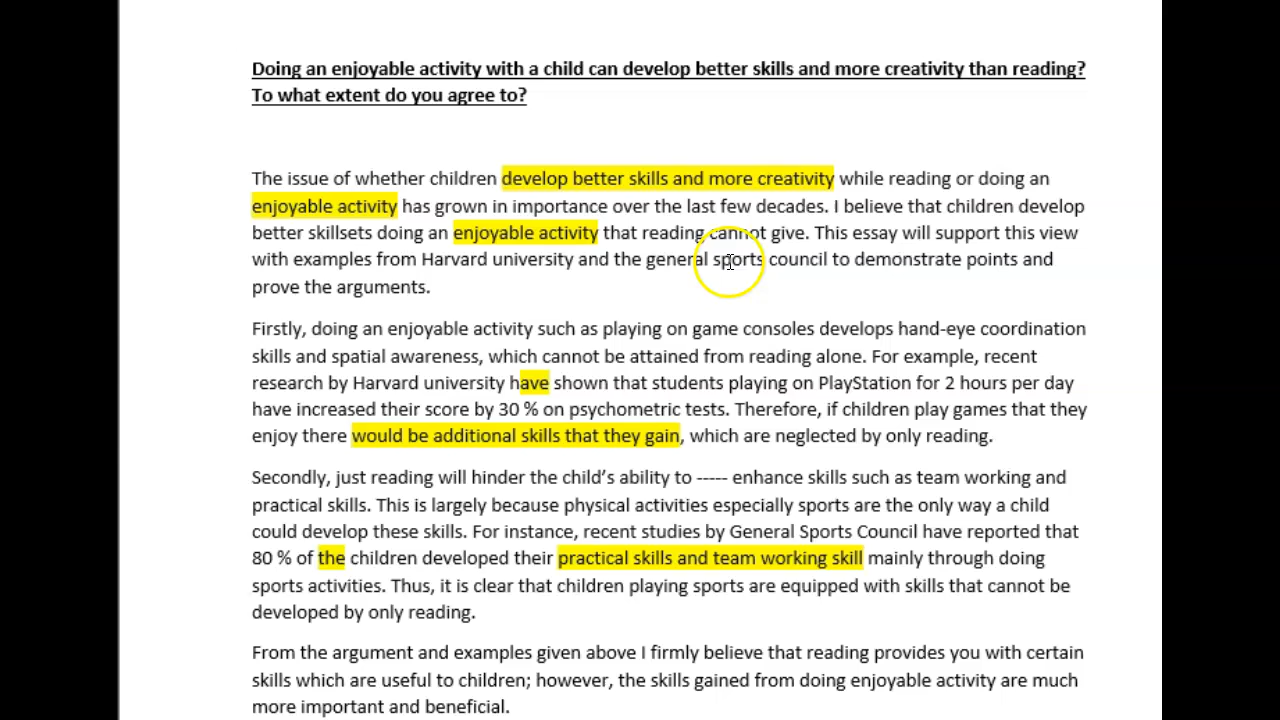 Doing an enjoyable activity with a child can develop better skills and more creativity than reading?
To what extent do you agree to?
The issue of whether children develop better skills and more creativity while reading or doing an
enjoyable activity has grown in importance over the last few decades. I believe that children develop
better skillsets doing an enjoyable activity that reading cannot give. This essay will support this view
with examples from Harvard university and the general sports council to demonstrate points and
prove the arguments.
Firstly, doing an enjoyable activity such as playing on game consoles develops hand-eye coordination
skills and spatial awareness, which cannot be attained from reading alone. For example, recent
research by Harvard university have shown that students playing on PlayStation for 2 hours per day
have increased their score by 30 % on psychometric tests. Therefore, if children play games that they
enjoy there would be additional skills that they gain, which are neglected by only reading.
Secondly, just reading will hinder the child’s ability to ----- enhance skills such as team working and
practical skills. This is largely because physical activities especially sports are the only way a child
could develop these skills. For instance, recent studies by General Sports Council have reported that
80 % of the children developed their practical skills and team working skill mainly through doing
sports activities. Thus, it is clear that children playing sports are equipped with skills that cannot be
developed by only reading.
From the argument and examples given above I firmly believe that reading provides you with certain
skills which are useful to children; however, the skills gained from doing enjoyable activity are much
more important and beneficial.